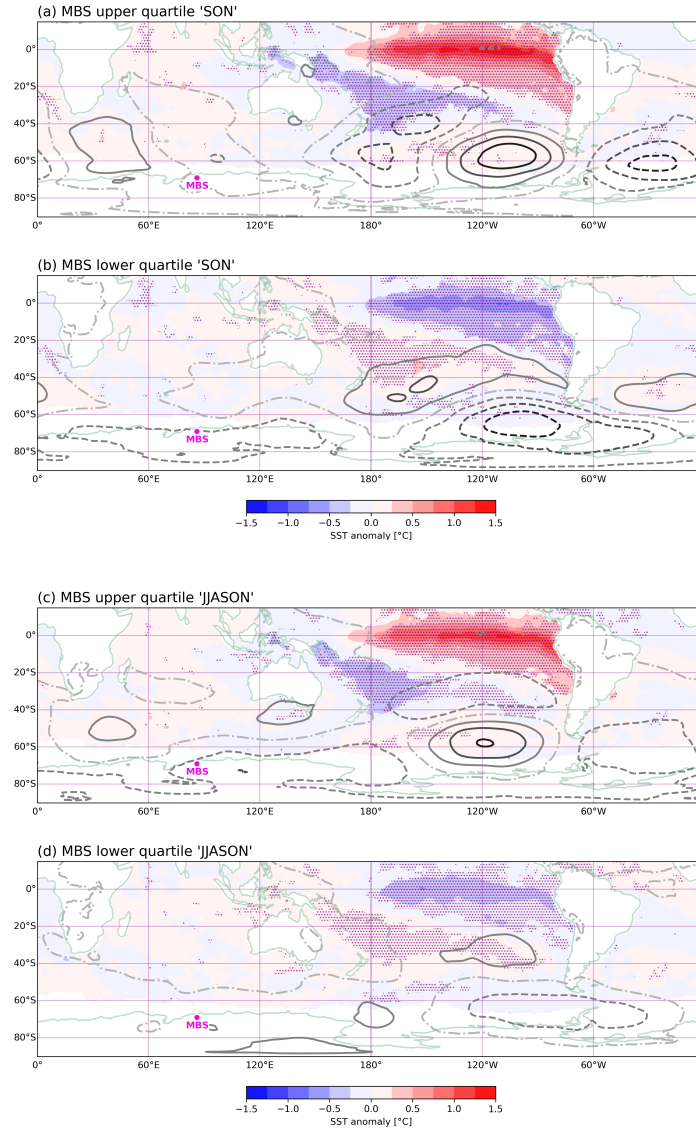 (a) MBS upper quartile 'SON'
0°
20°S
40°S
60°S
80°S
MBS
0° 60°E 120°E 180° 120°W 60°W
(b) MBS lower quartile 'SON'
0°
20°S
40°S
60°S
80°S
MBS
0° 60°E 120°E 180° 120°W 60°W
−1.5 −1.0 −0.5 0.0 0.5 1.0 1.5
SST anomaly [°C]
(c) MBS upper quartile 'JJASON'
0°
20°S
40°S
60°S
80°S
MBS
0° 60°E 120°E 180° 120°W 60°W
(d) MBS lower quartile 'JJASON'
0°
20°S
40°S
60°S
80°S
MBS
0° 60°E 120°E 180° 120°W 60°W
−1.5 −1.0 −0.5 0.0 0.5 1.0 1.5
SST anomaly [°C]